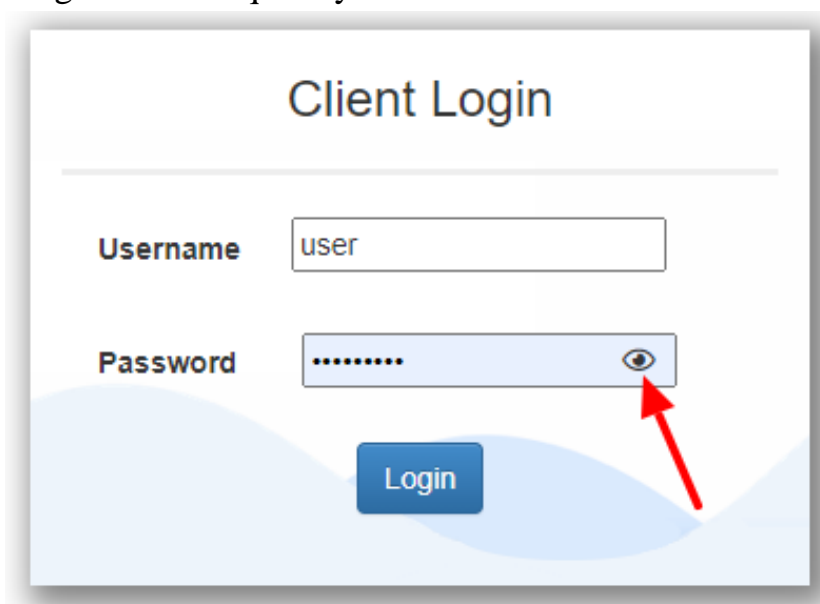 Client Login
Username
user
Password
•••••••••
Login